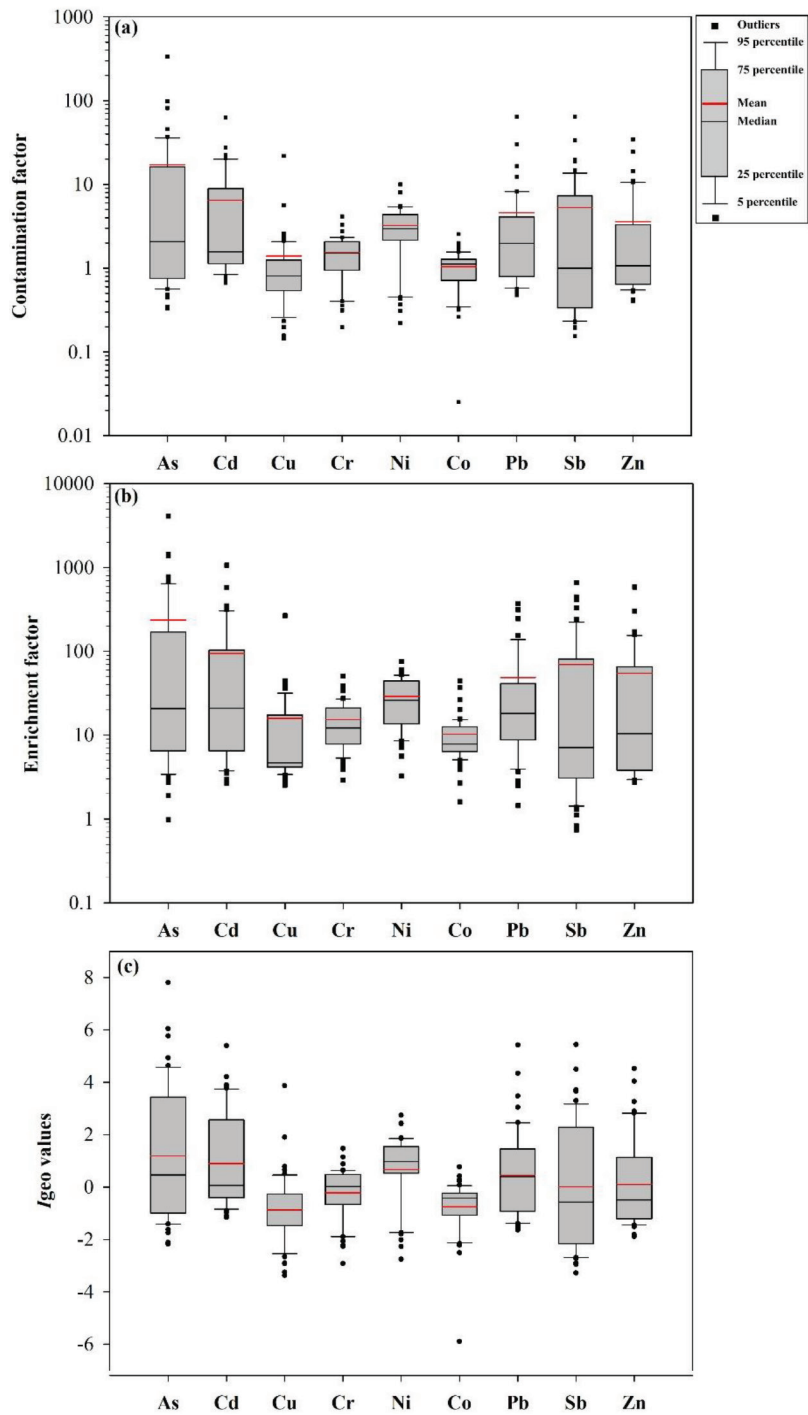 (a)
1000
100
10
1
0.1
0.01
Contamination factor
As Cd Cu Cr Ni Co Pb Sb Zn
Outliers
95 percentile
75 percentile
Mean
Median
25 percentile
5 percentile
(b)
10000
1000
100
10
1
0.1
Enrichment factor
As Cd Cu Cr Ni Co Pb Sb Zn
(c)
8
6
4
2
0
-2
-4
-6
Igeo values
As Cd Cu Cr Ni Co Pb Sb Zn